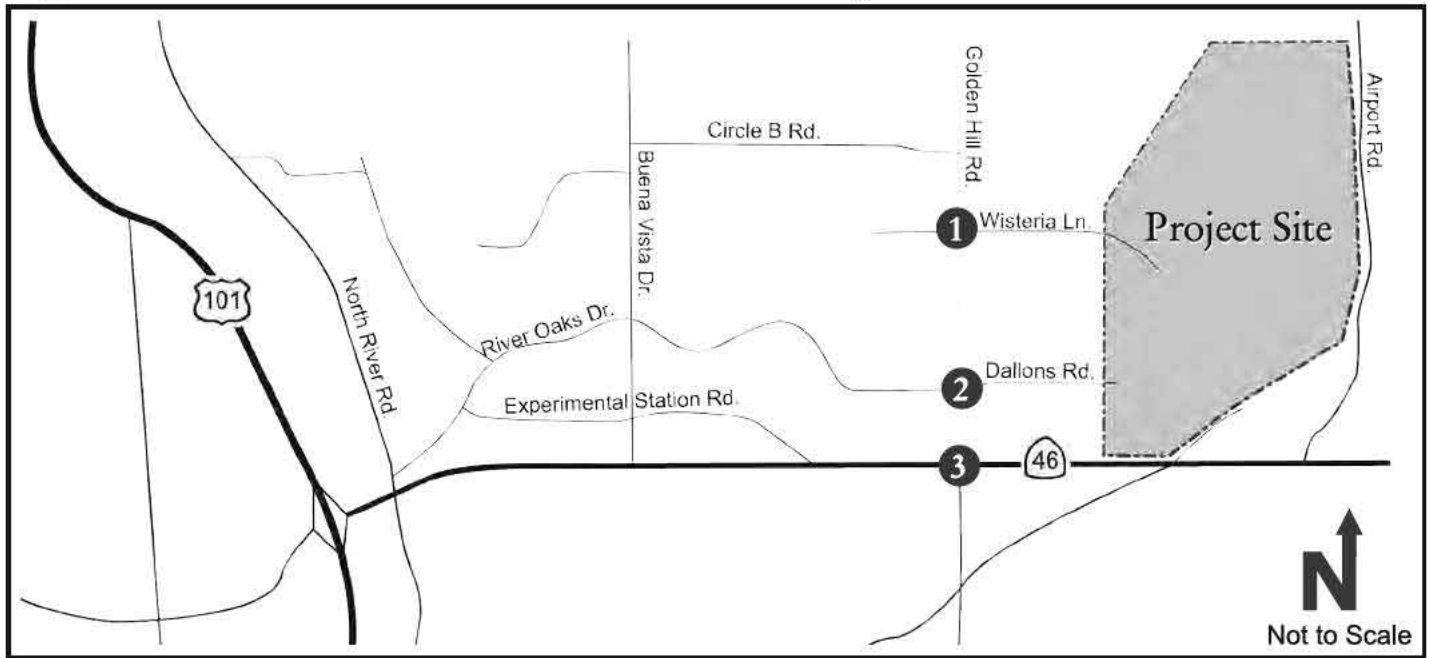 Golden Hill Rd.
Airport Rd.
Circle B Rd.
Buena Vista Dr.
1
Wisteria Ln.
Project Site
101
North River Rd.
River Oaks Dr.
2
Dallons Rd.
Experimental Station Rd.
3
46
N
Not to Scale